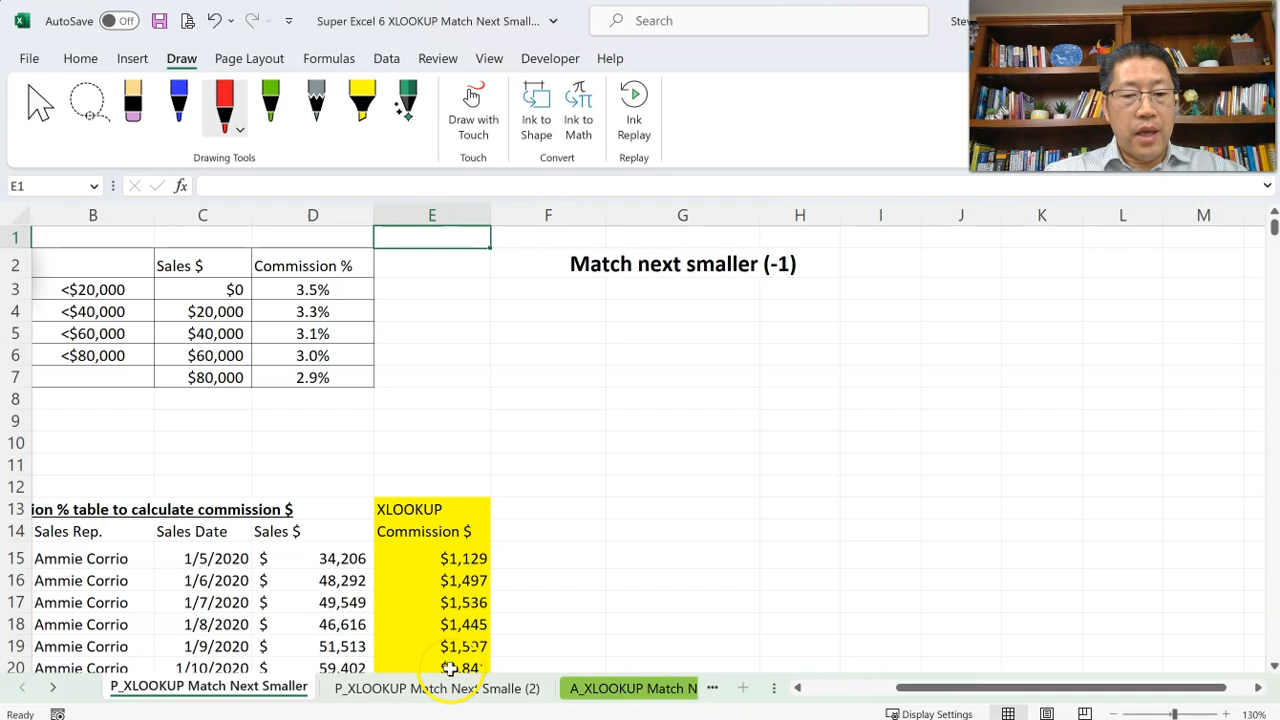 AutoSave Off Super Excel 6 XLOOKUP Match Next Smaller... Search Stev
File Home Insert Draw Page Layout Formulas Data Review View Developer Help
Draw with Touch
Ink to Shape
Ink to Math
Ink Replay
Drawing Tools Touch Convert Replay
E1 fx
B C D E F G H I J K L M
1
2 Sales $ Commission % Match next smaller (-1)
3 <$20,000 $0 3.5%
4 <$40,000 $20,000 3.3%
5 <$60,000 $40,000 3.1%
6 <$80,000 $60,000 3.0%
7 $80,000 2.9%
8
9
10
11
12
13 ion % table to calculate commission $ XLOOKUP
14 Sales Rep. Sales Date Sales $ Commission $
15 Ammie Corrio 1/5/2020 $ 34,206 $1,129
16 Ammie Corrio 1/6/2020 $ 48,292 $1,497
17 Ammie Corrio 1/7/2020 $ 49,549 $1,536
18 Ammie Corrio 1/8/2020 $ 46,616 $1,445
19 Ammie Corrio 1/9/2020 $ 51,513 $1,597
20 Ammie Corrio 1/10/2020 $ 59,402
P_XLOOKUP Match Next Smaller P_XLOOKUP Match Next Smalle (2) A_XLOOKUP Match N ...
Ready Display Settings 130%